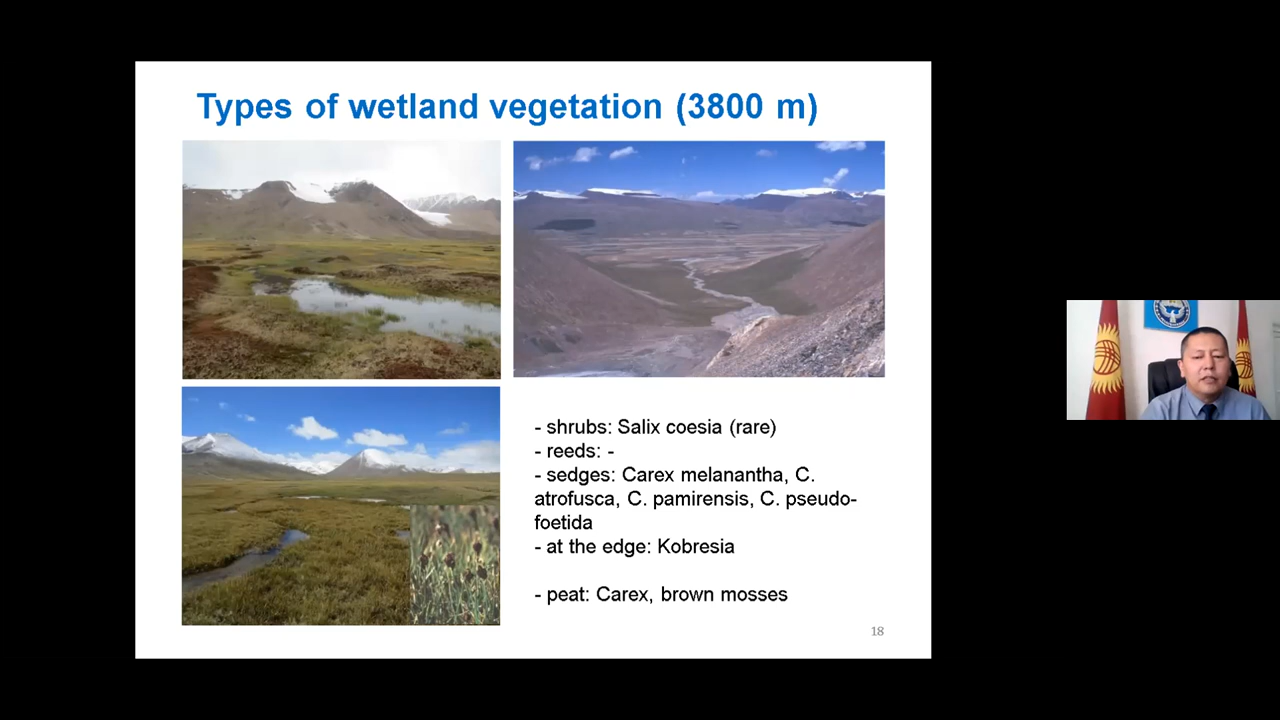 Types of wetland vegetation (3800 m)
- shrubs: Salix coesia (rare)
- reeds: -
- sedges: Carex melanantha, C.
atrofusca, C. pamirensis, C. pseudo-
foetida
- at the edge: Kobresia
- peat: Carex, brown mosses
18